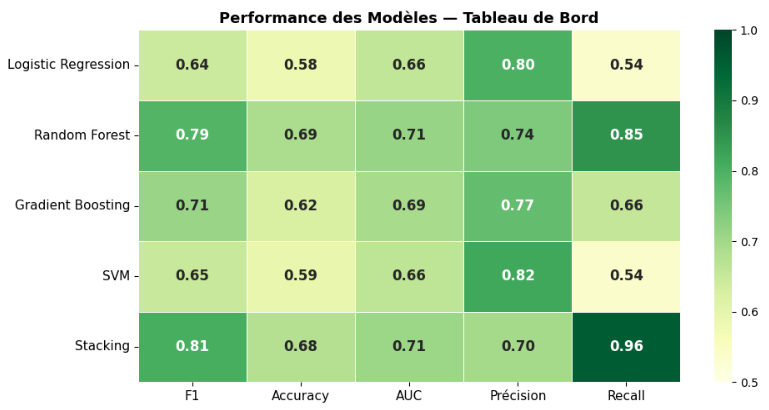 Performance des Modèles — Tableau de Bord
Logistic Regression 0.64 0.58 0.66 0.80 0.54
Random Forest 0.79 0.69 0.71 0.74 0.85
Gradient Boosting 0.71 0.62 0.69 0.77 0.66
SVM 0.65 0.59 0.66 0.82 0.54
Stacking 0.81 0.68 0.71 0.70 0.96
F1 Accuracy AUC Précision Recall
1.0
0.9
0.8
0.7
0.6
0.5